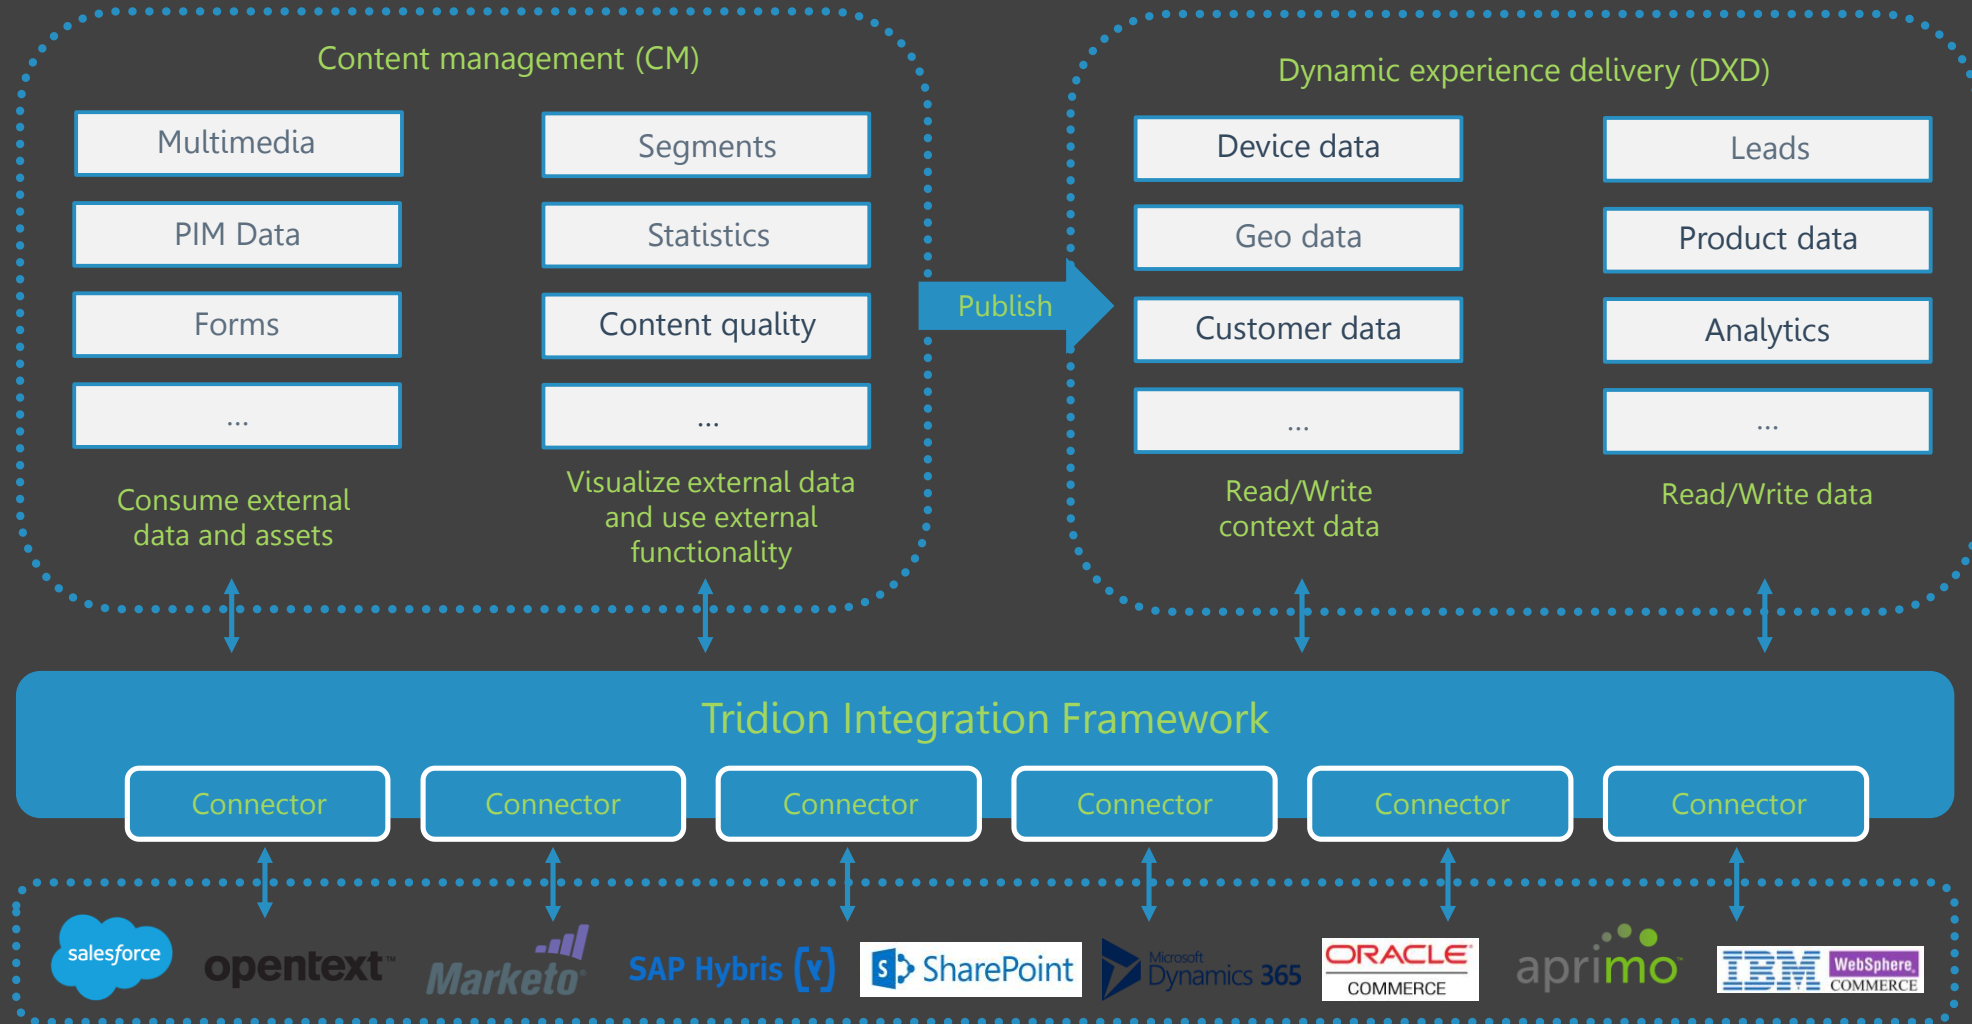 Content management (CM)
Multimedia
PIM Data
Forms
...
Consume external
data and assets
Segments
Statistics
Content quality
...
Visualize external data
and use external
functionality
Publish
Dynamic experience delivery (DXD)
Device data
Geo data
Customer data
...
Read/Write
context data
Leads
Product data
Analytics
...
Read/Write data
Tridion Integration Framework
Connector
Connector
Connector
Connector
Connector
Connector
salesforce
opentext™
Marketo
SAP Hybris (y)
S SharePoint
Microsoft
Dynamics 365
ORACLE
COMMERCE
aprimo
IBM WebSphere
COMMERCE